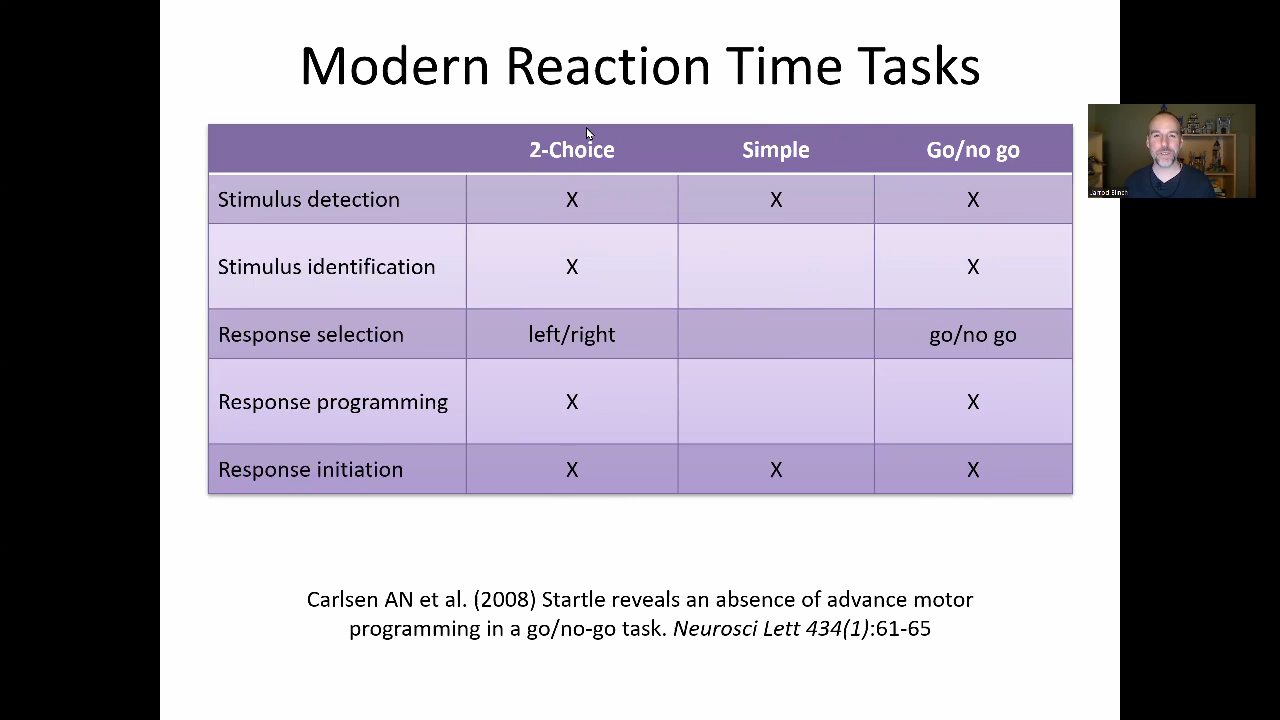 Modern Reaction Time Tasks
2-Choice Simple Go/no go
Stimulus detection X X X
Stimulus identification X X
Response selection left/right go/no go
Response programming X X
Response initiation X X X
Carlsen AN et al. (2008) Startle reveals an absence of advance motor
programming in a go/no-go task. Neurosci Lett 434(1):61-65
Jarrod Blinch